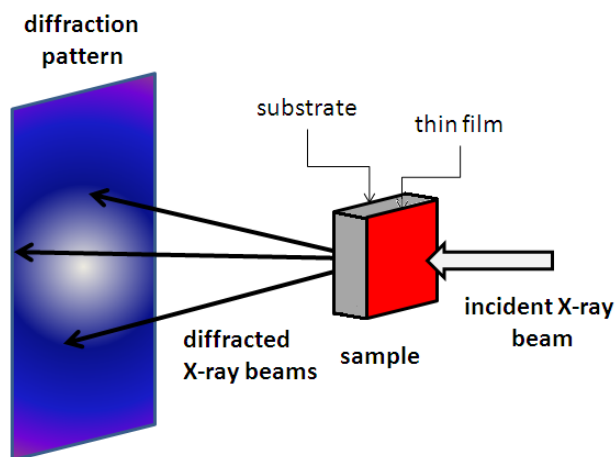 diffraction
pattern
substrate
thin film
diffracted
X-ray beams
sample
incident X-ray
beam